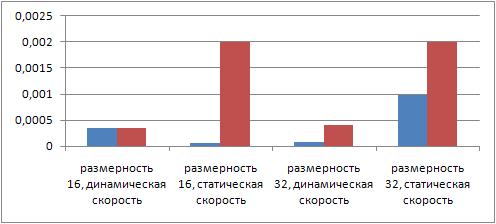 0,0025
0,002
0,0015
0,001
0,0005
0
размерность 16, динамическая скорость
размерность 16, статическая скорость
размерность 32, динамическая скорость
размерность 32, статическая скорость